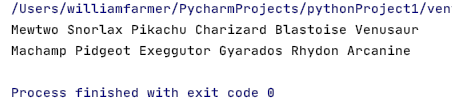 /Users/williamfarmer/PycharmProjects/pythonProject1/ven
Mewtwo Snorlax Pikachu Charizard Blastoise Venusaur
Machamp Pidgeot Exeggutor Gyarados Rhydon Arcanine
Process finished with exit code 0